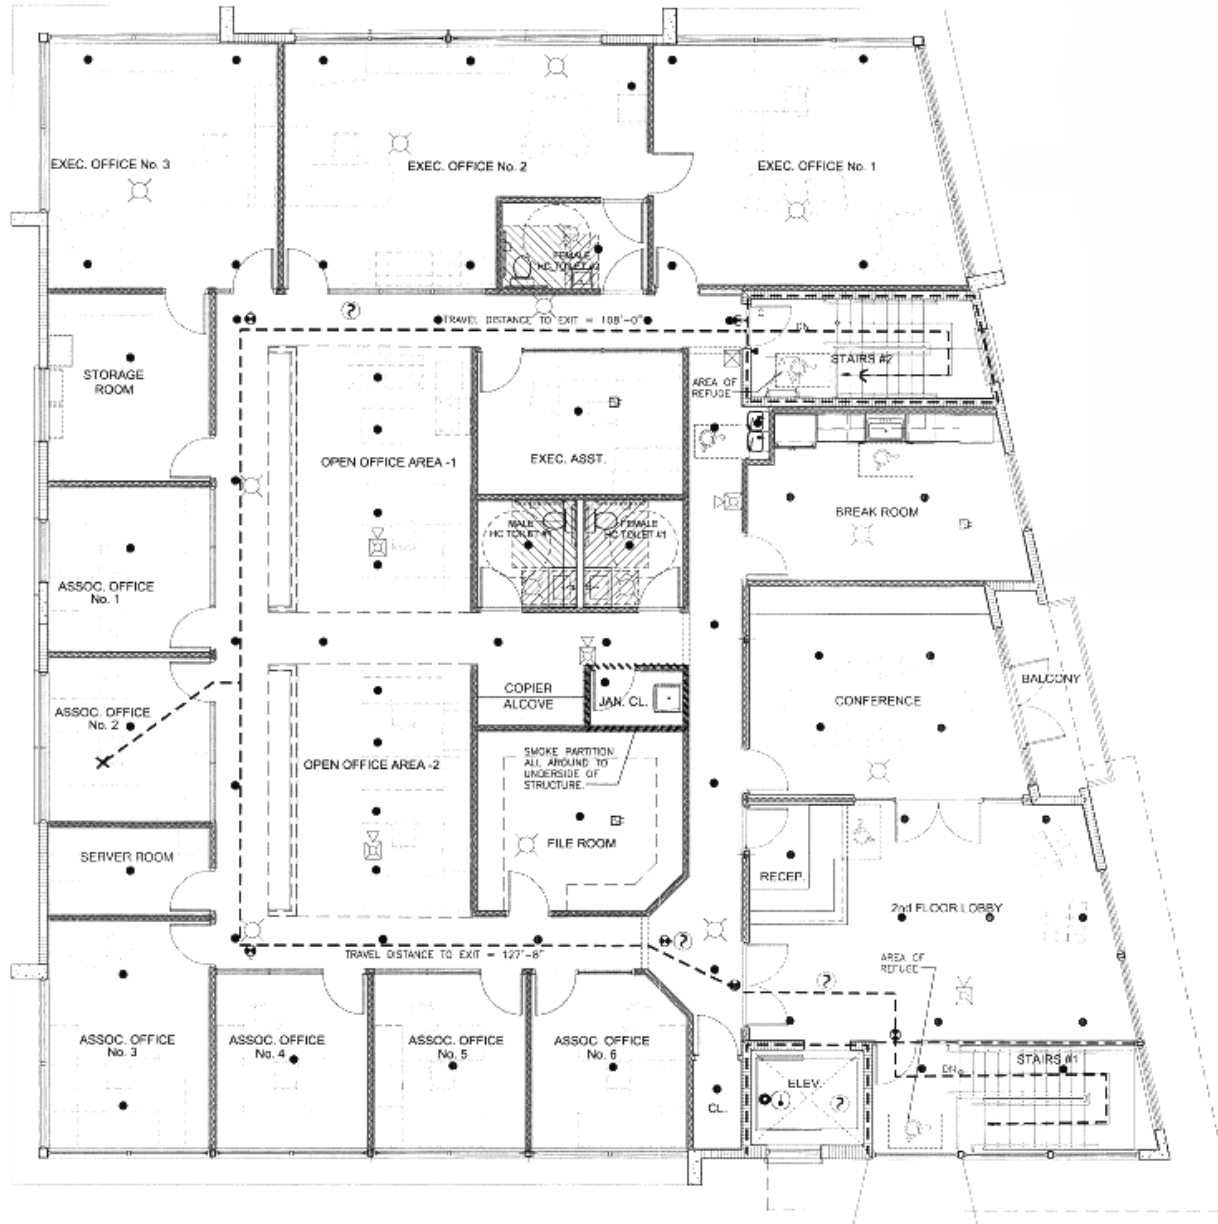 EXEC. OFFICE No. 3
EXEC. OFFICE No. 2
EXEC. OFFICE No. 1
FEMALE
HC TOILET #2
TRAVEL DISTANCE TO EXIT = 108'-0"
DN
STAIRS #2
AREA OF
REFUGE
STORAGE
ROOM
OPEN OFFICE AREA -1
EXEC. ASST.
BREAK ROOM
MALE
HC TOILET #1
FEMALE
HC TOILET #1
ASSOC. OFFICE
No. 1
ASSOC. OFFICE
No. 2
COPIER
ALCOVE
JAN. CL.
CONFERENCE
BALCONY
OPEN OFFICE AREA -2
SMOKE PARTITION
ALL AROUND TO
UNDERSIDE OF
STRUCTURE.
FILE ROOM
SERVER ROOM
RECEP.
2nd FLOOR LOBBY
TRAVEL DISTANCE TO EXIT = 127'-8"
AREA OF
REFUGE
ASSOC. OFFICE
No. 3
ASSOC. OFFICE
No. 4
ASSOC. OFFICE
No. 5
ASSOC. OFFICE
No. 6
STAIRS #1
DN
ELEV.
CL.